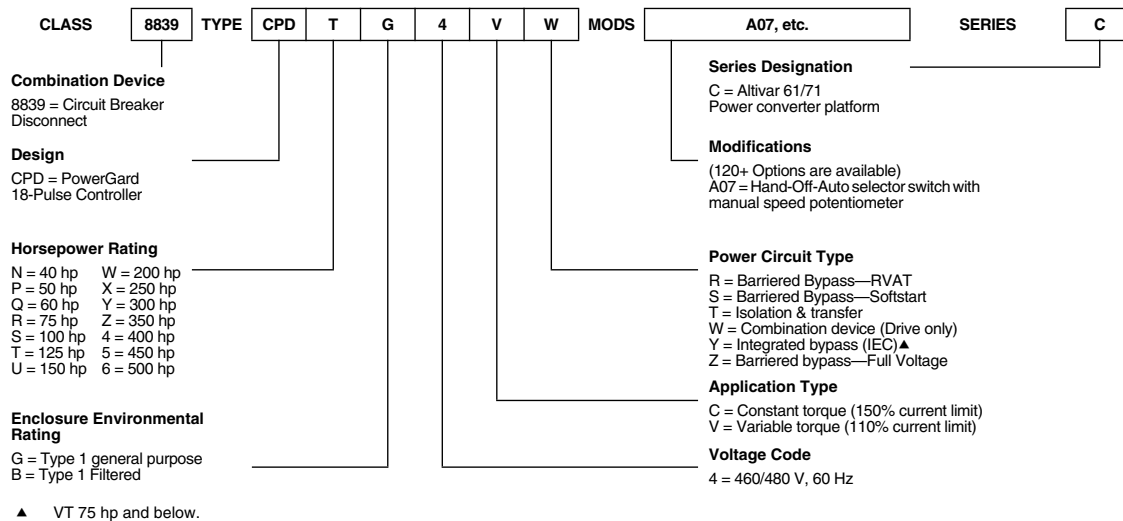 CLASS 8839 TYPE CPD T G 4 V W MODS A07, etc. SERIES C
Combination Device
8839 = Circuit Breaker
Disconnect
Design
CPD = PowerGard
18-Pulse Controller
Horsepower Rating
N = 40 hp W = 200 hp
P = 50 hp X = 250 hp
Q = 60 hp Y = 300 hp
R = 75 hp Z = 350 hp
S = 100 hp 4 = 400 hp
T = 125 hp 5 = 450 hp
U = 150 hp 6 = 500 hp
Enclosure Environmental
Rating
G = Type 1 general purpose
B = Type 1 Filtered
▲ VT 75 hp and below.
Series Designation
C = Altivar 61/71
Power converter platform
Modifications
(120+ Options are available)
A07 = Hand-Off-Auto selector switch with
manual speed potentiometer
Power Circuit Type
R = Barriered Bypass—RVAT
S = Barriered Bypass—Softstart
T = Isolation & transfer
W = Combination device (Drive only)
Y = Integrated bypass (IEC)▲
Z = Barriered bypass—Full Voltage
Application Type
C = Constant torque (150% current limit)
V = Variable torque (110% current limit)
Voltage Code
4 = 460/480 V, 60 Hz